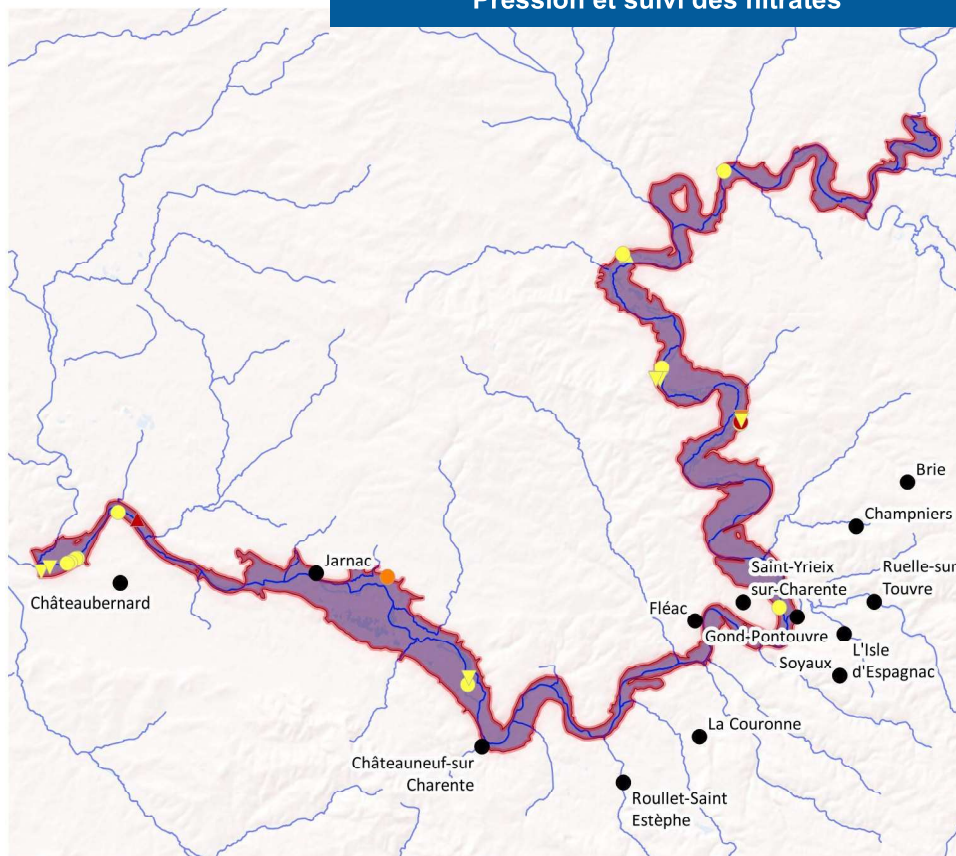 Pression et suivi des nitrates
Brie
Champniers
Saint-Yrieix
sur-Charente
Ruelle-sur
Touvre
Jarnac
Châteaubernard
Fléac
Gond-Pontouvre
L'Isle
d'Espagnac
Soyaux
La Couronne
Châteauneuf-sur
Charente
Roullet-Saint
Estèphe